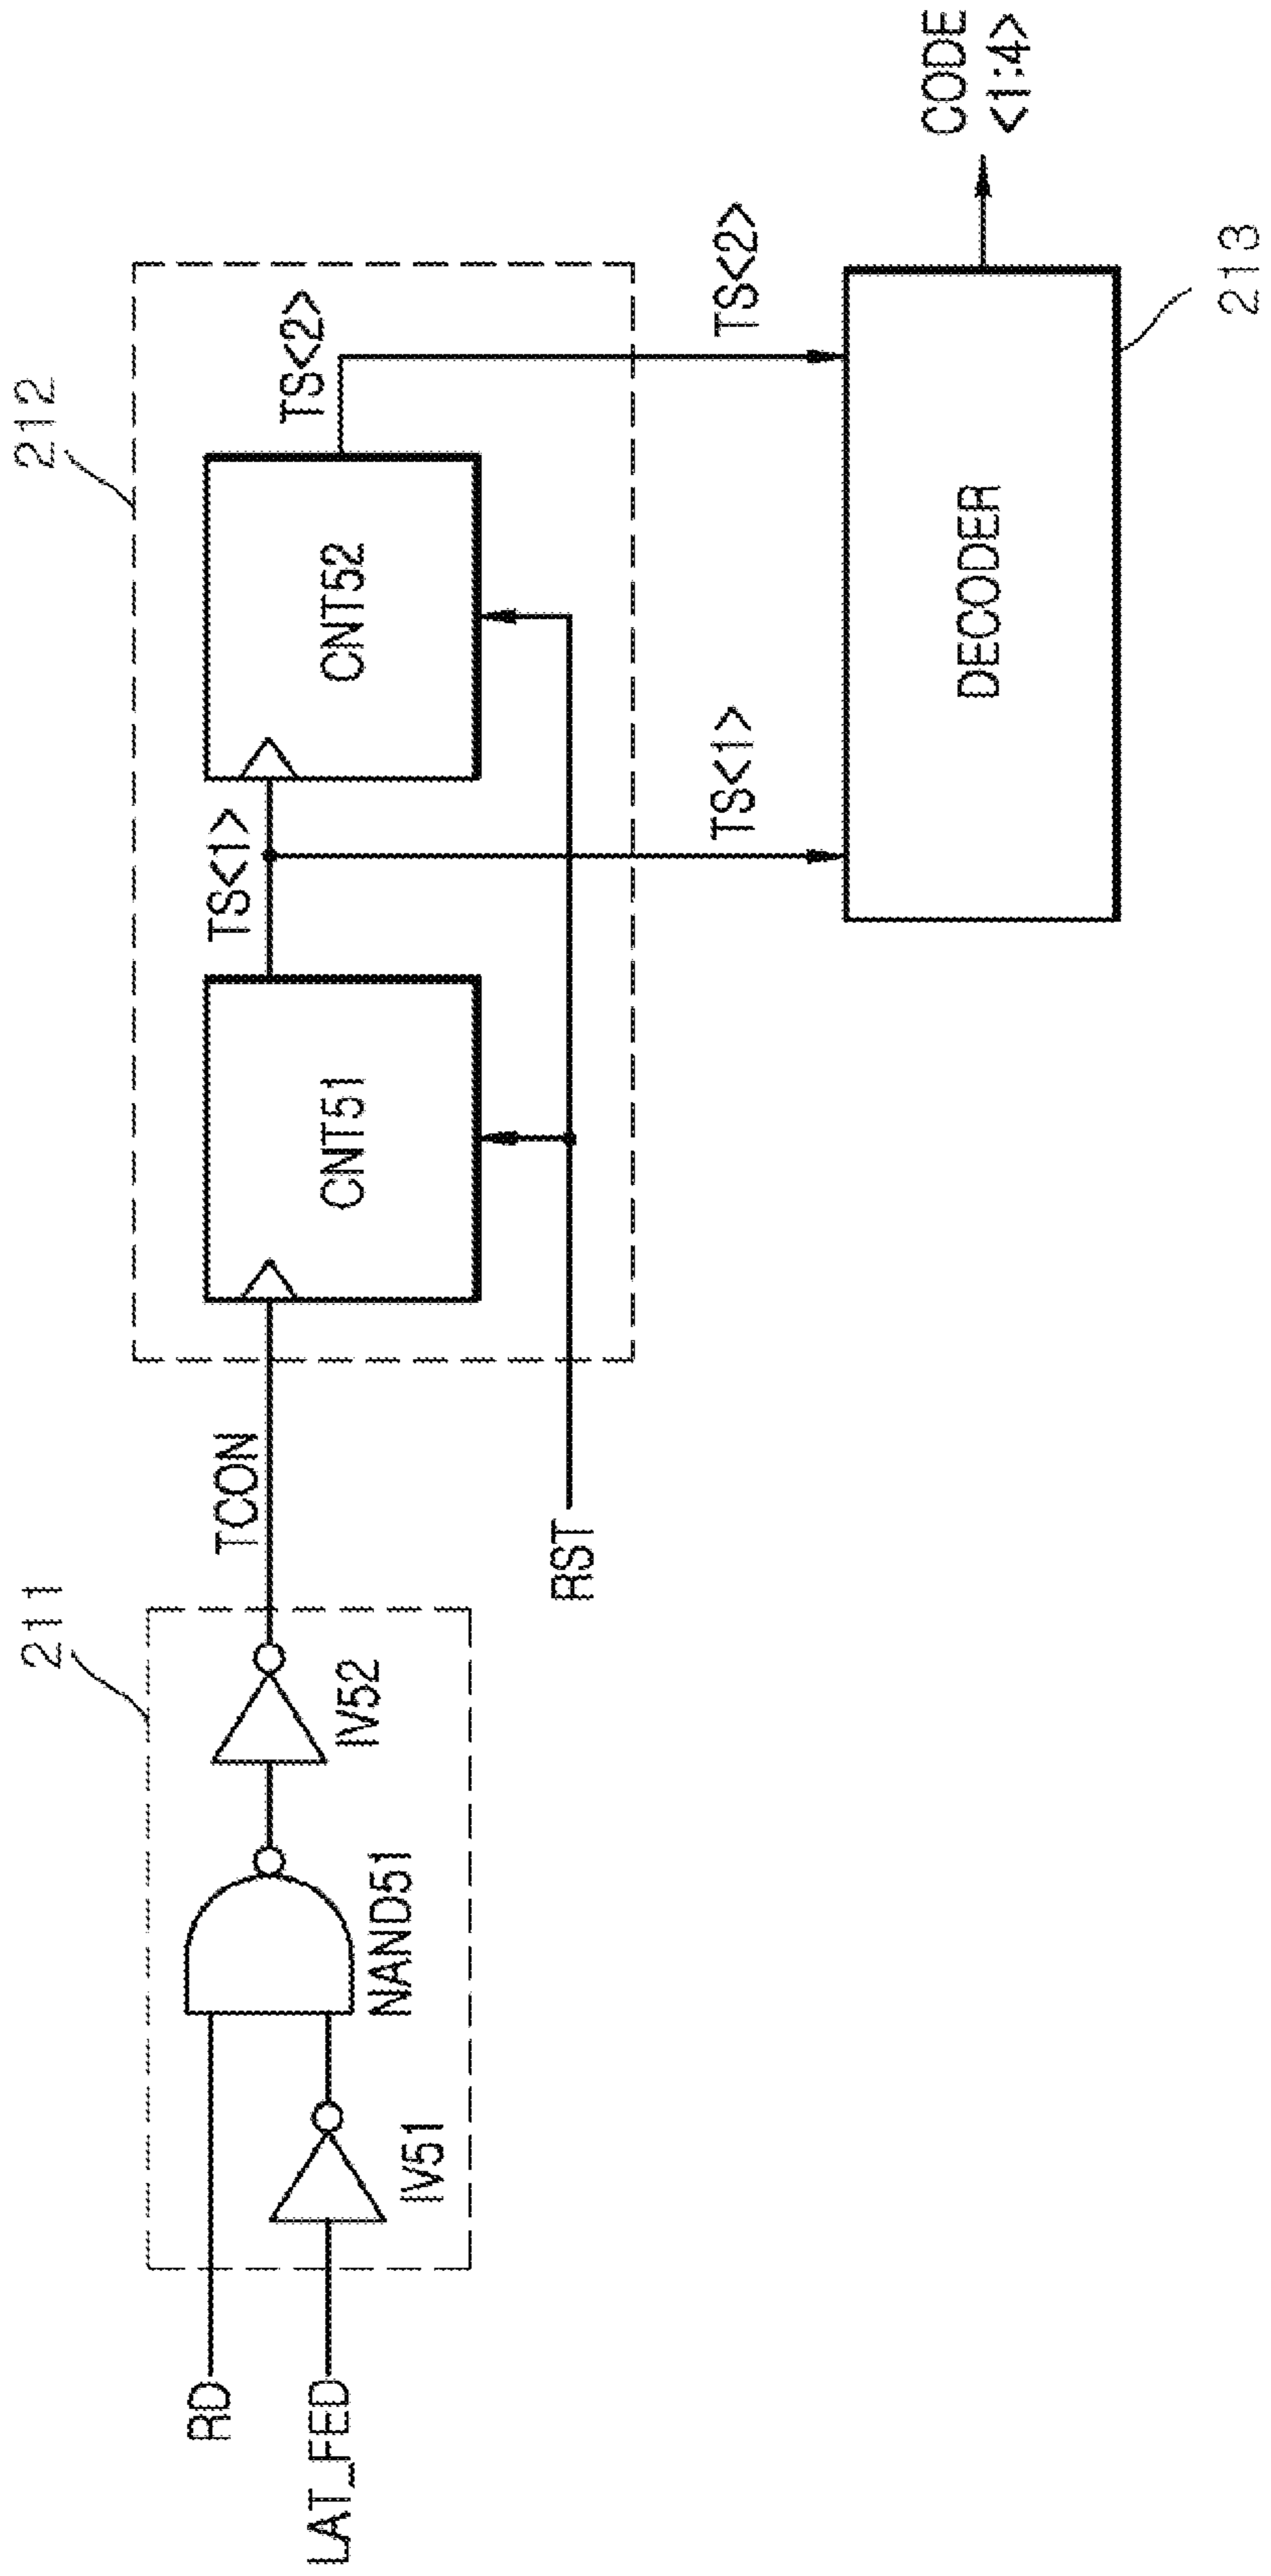 211
RD
LAT_FED
IV51
NAND51
IV52
TCON
RST
212
CNT51
TS<1>
CNT52
TS<2>
TS<1>
TS<2>
DECODER
213
CODE
<1:4>